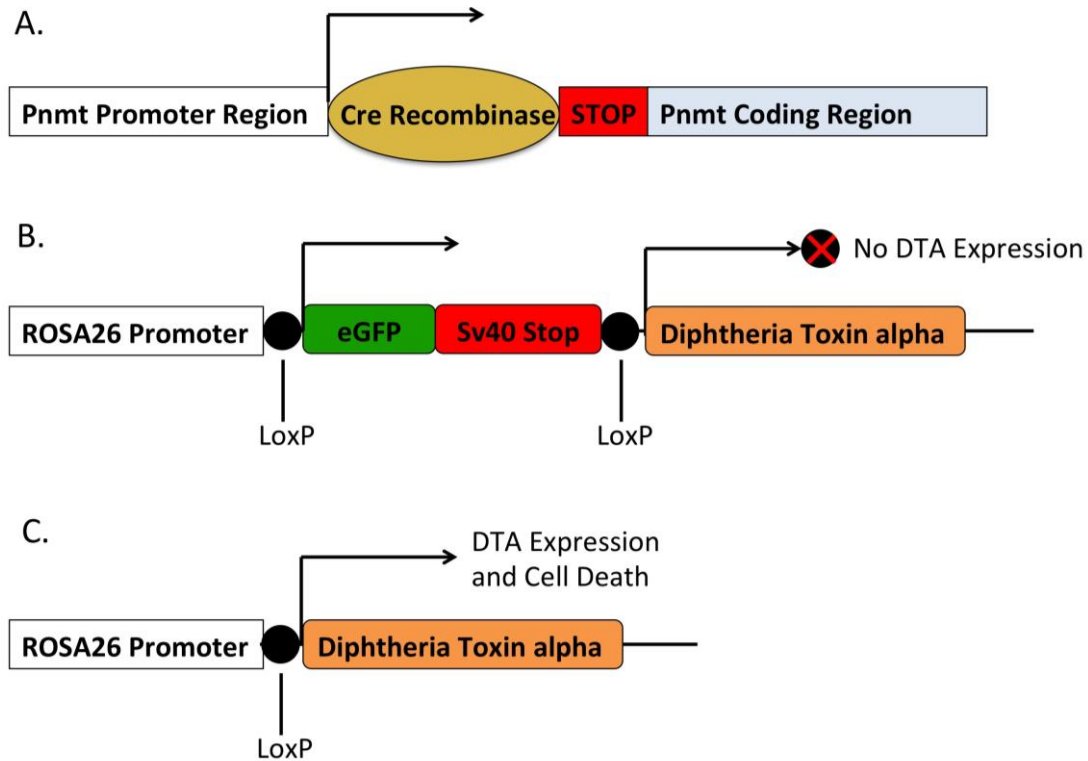 A.
Pnmt Promoter Region Cre Recombinase STOP Pnmt Coding Region
B.
No DTA Expression
ROSA26 Promoter eGFP Sv40 Stop Diphtheria Toxin alpha
LoxP LoxP
C.
DTA Expression
and Cell Death
ROSA26 Promoter Diphtheria Toxin alpha
LoxP